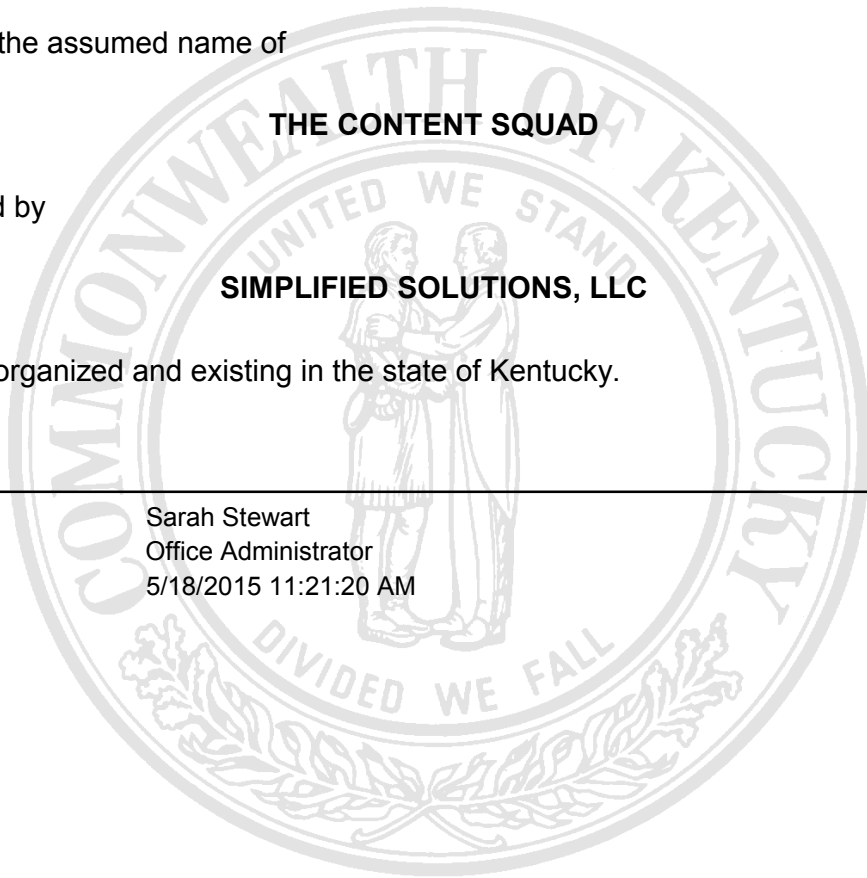 the assumed name of
THE CONTENT SQUAD
d by
SIMPLIFIED SOLUTIONS, LLC
organized and existing in the state of Kentucky.
Sarah Stewart
Office Administrator
5/18/2015 11:21:20 AM
COMMONWEALTH OF KENTUCKY
UNITED WE STAND
DIVIDED WE FALL